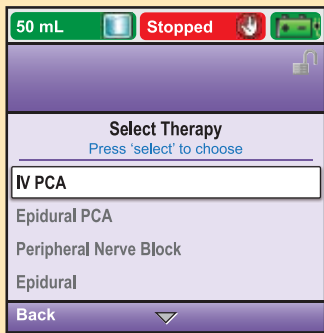 50 mL Stopped
Select Therapy
Press 'select' to choose
IV PCA
Epidural PCA
Peripheral Nerve Block
Epidural
Back